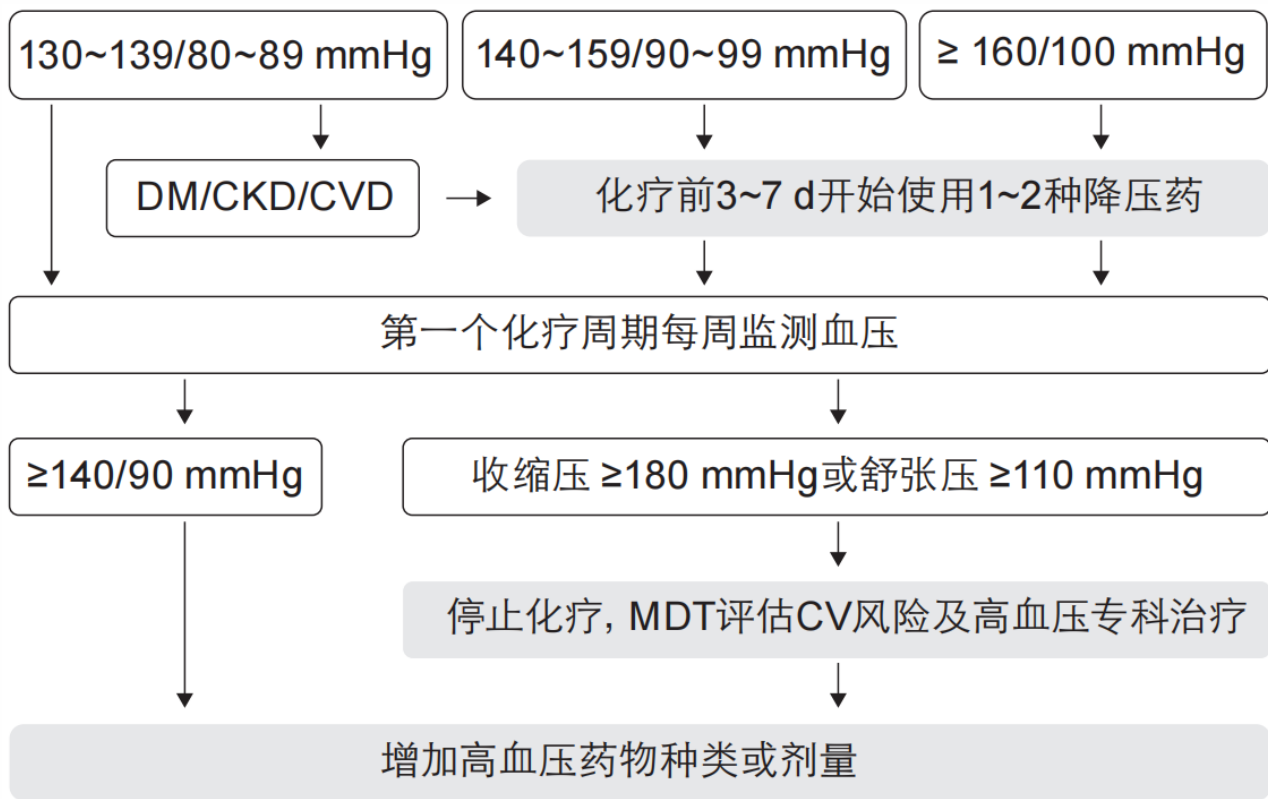 130~139/80~89 mmHg
140~159/90~99 mmHg
≥ 160/100 mmHg
DM/CKD/CVD
化疗前3~7 d开始使用1~2种降压药
第一个化疗周期每周监测血压
≥140/90 mmHg
收缩压 ≥180 mmHg或舒张压 ≥110 mmHg
停止化疗, MDT评估CV风险及高血压专科治疗
增加高血压药物种类或剂量